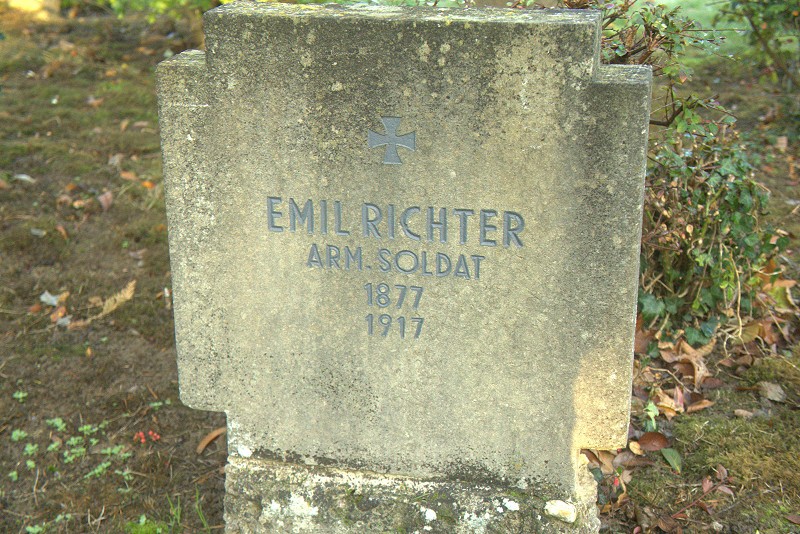 EMIL RICHTER
ARM.SOLDAT
1877
1917